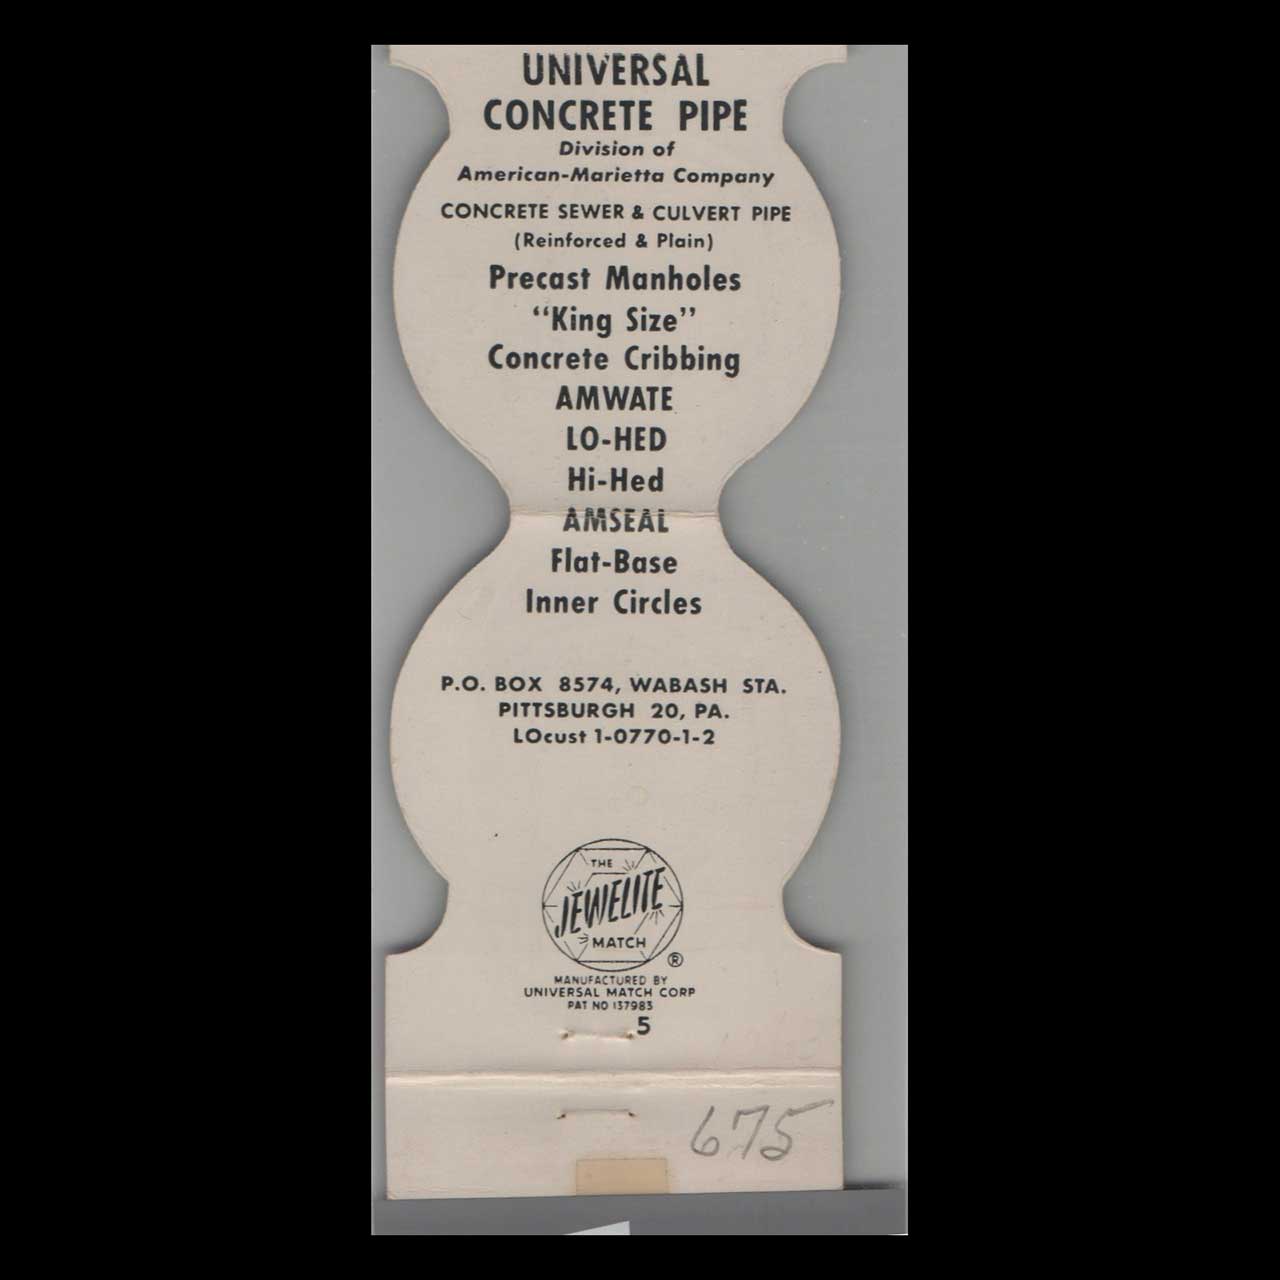 UNIVERSAL
CONCRETE PIPE
Division of
American-Marietta Company
CONCRETE SEWER & CULVERT PIPE
(Reinforced & Plain)
Precast Manholes
“King Size”
Concrete Cribbing
AMWATE
LO-HED
Hi-Hed
AMSEAL
Flat-Base
Inner Circles
P.O. BOX 8574, WABASH STA.
PITTSBURGH 20, PA.
LOcust 1-0770-1-2
THE
JEWELITE
MATCH
®
MANUFACTURED BY
UNIVERSAL MATCH CORP
PAT NO 137983
5
675